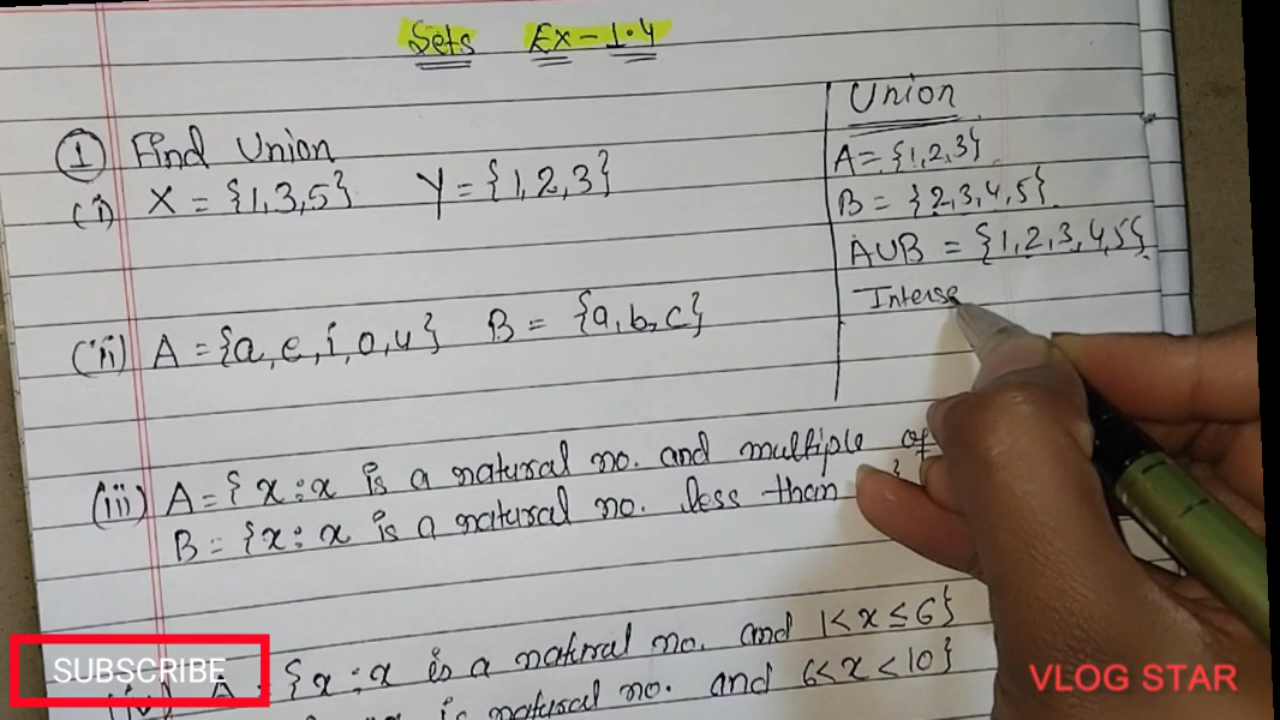 Sets Ex-1.4
① Find Union
(i) X = {1,3,5} Y = {1,2,3}
(ii) A = {a,e,i,o,u} B = {a,b,c}
(iii) A = {x:x is a natural no. and multiple of
B = {x:x is a natural no. less than }
A = {x:x is a natural no. and 1<x≤6}
is a natural no. and 6<x<10}
Union
A = {1,2,3}
B = {2,3,4,5}
AUB = {1,2,3,4,5}
Interse
SUBSCRIBE
VLOG STAR